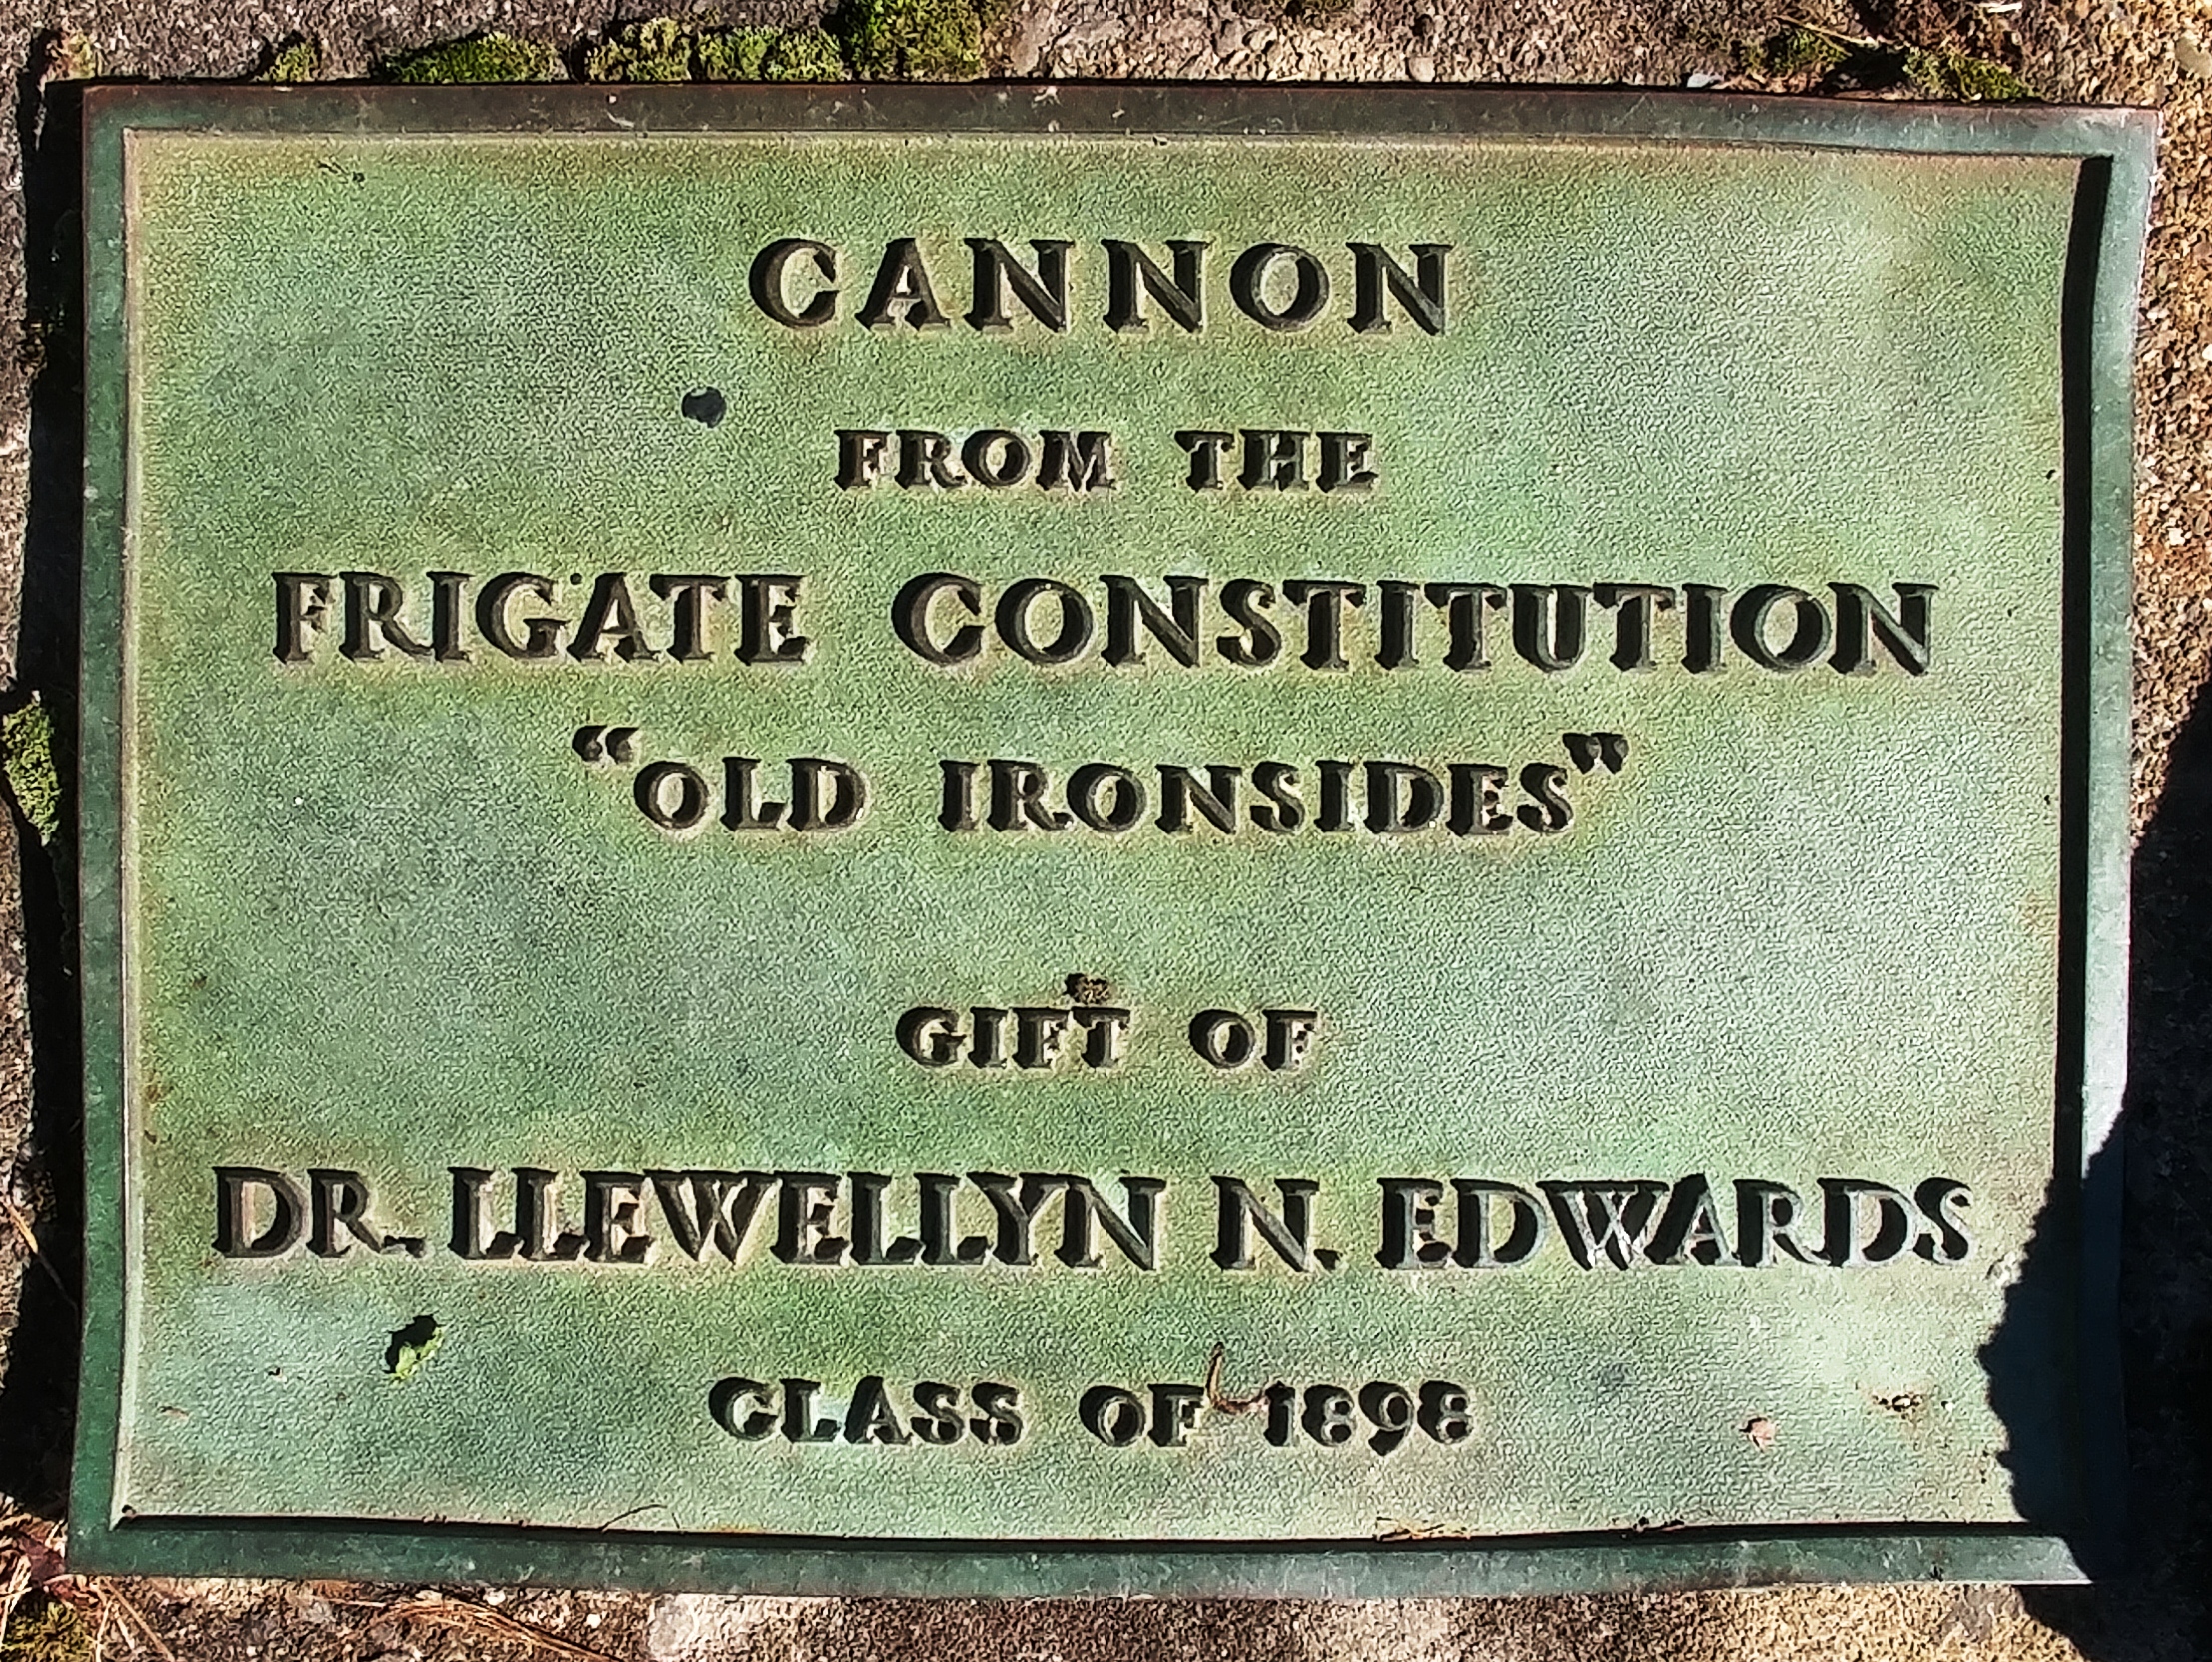 CANNON
FROM THE
FRIGATE CONSTITUTION
“OLD IRONSIDES”
GIFT OF
DR. LLEWELLYN N. EDWARDS
CLASS OF 1898